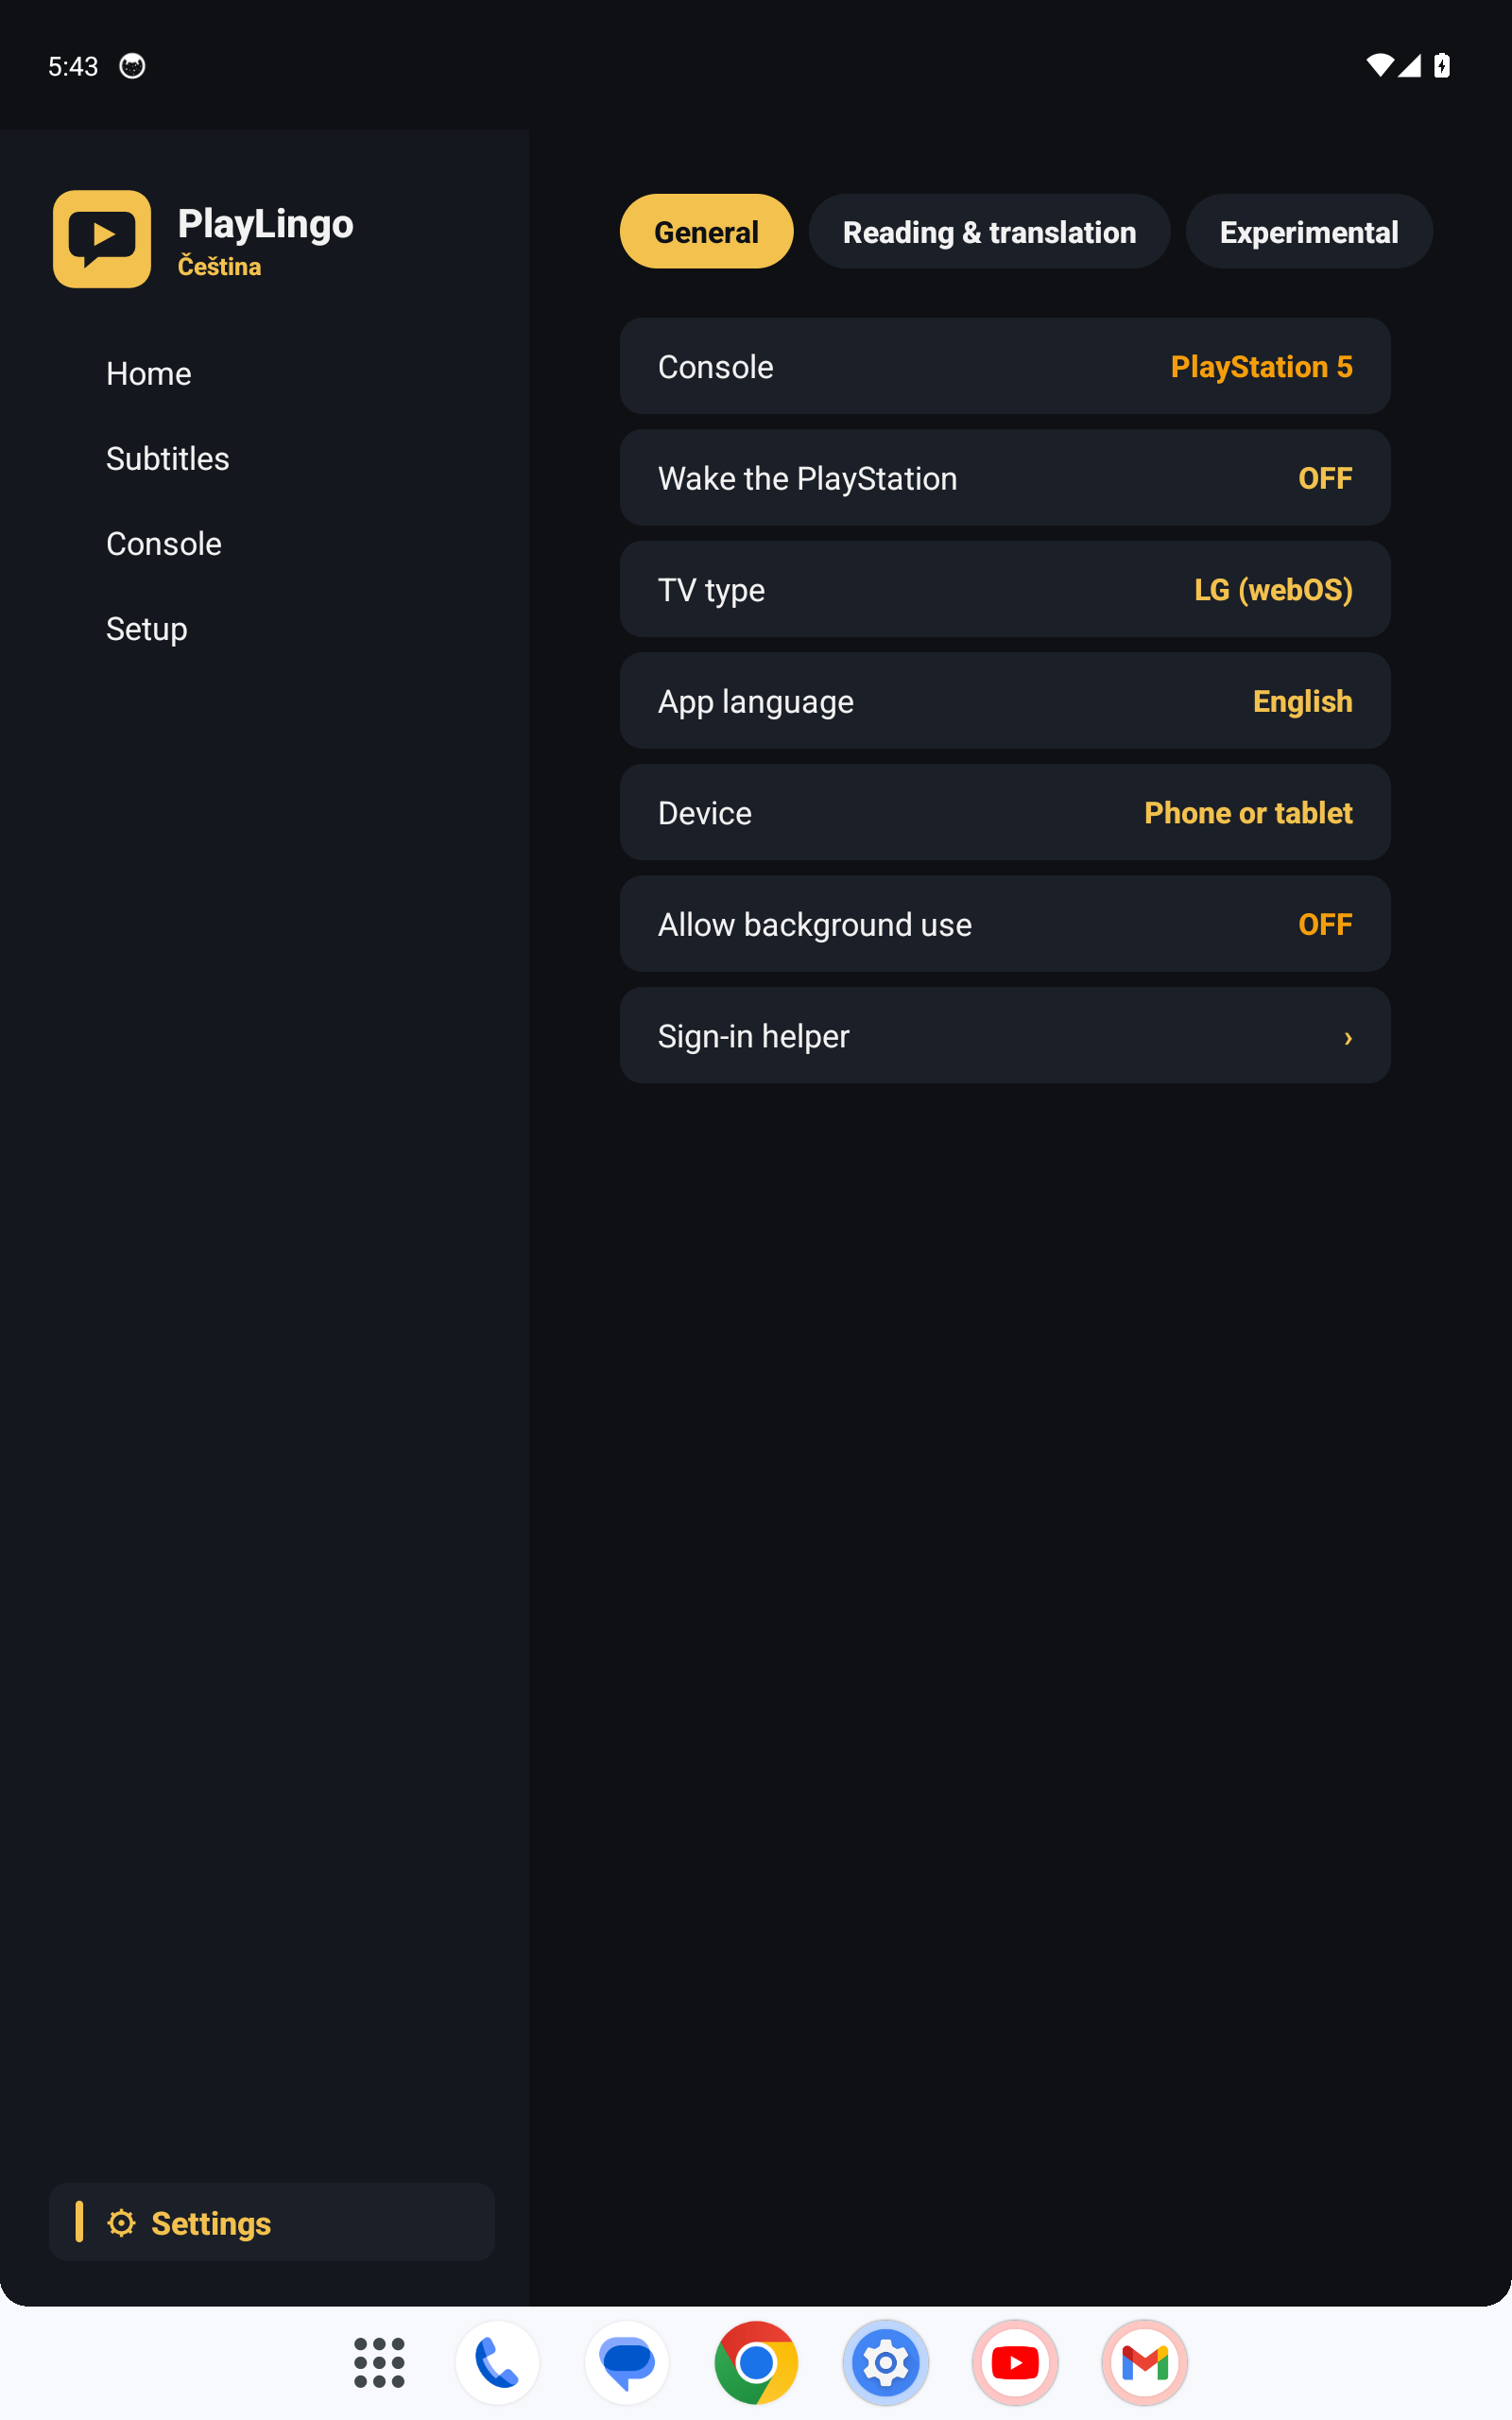 5:43
PlayLingo
Čeština
Home
Subtitles
Console
Setup
Settings
General
Reading & translation
Experimental
Console
PlayStation 5
Wake the PlayStation
OFF
TV type
LG (webOS)
App language
English
Device
Phone or tablet
Allow background use
OFF
Sign-in helper
›